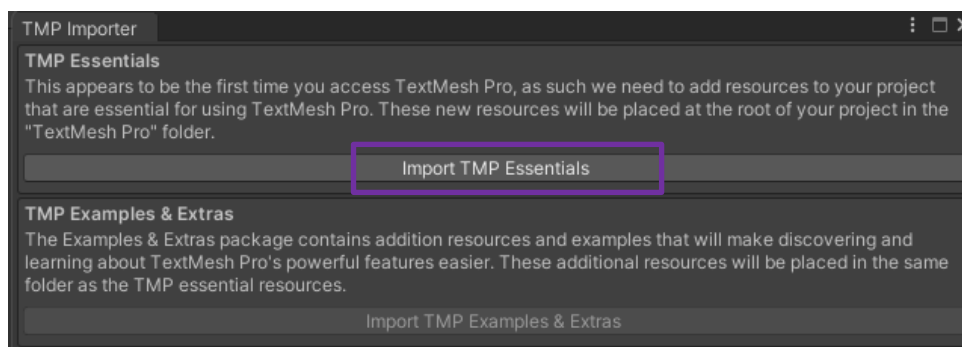 TMP Importer
TMP Essentials
This appears to be the first time you access TextMesh Pro, as such we need to add resources to your project
that are essential for using TextMesh Pro. These new resources will be placed at the root of your project in the
"TextMesh Pro" folder.
Import TMP Essentials
TMP Examples & Extras
The Examples & Extras package contains addition resources and examples that will make discovering and
learning about TextMesh Pro's powerful features easier. These additional resources will be placed in the same
folder as the TMP essential resources.
Import TMP Examples & Extras